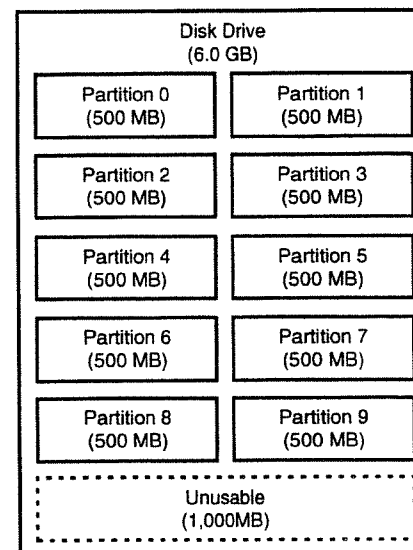 Disk Drive
(6.0 GB)
Partition 0
(500 MB)
Partition 1
(500 MB)
Partition 2
(500 MB)
Partition 3
(500 MB)
Partition 4
(500 MB)
Partition 5
(500 MB)
Partition 6
(500 MB)
Partition 7
(500 MB)
Partition 8
(500 MB)
Partition 9
(500 MB)
Unusable
(1,000MB)